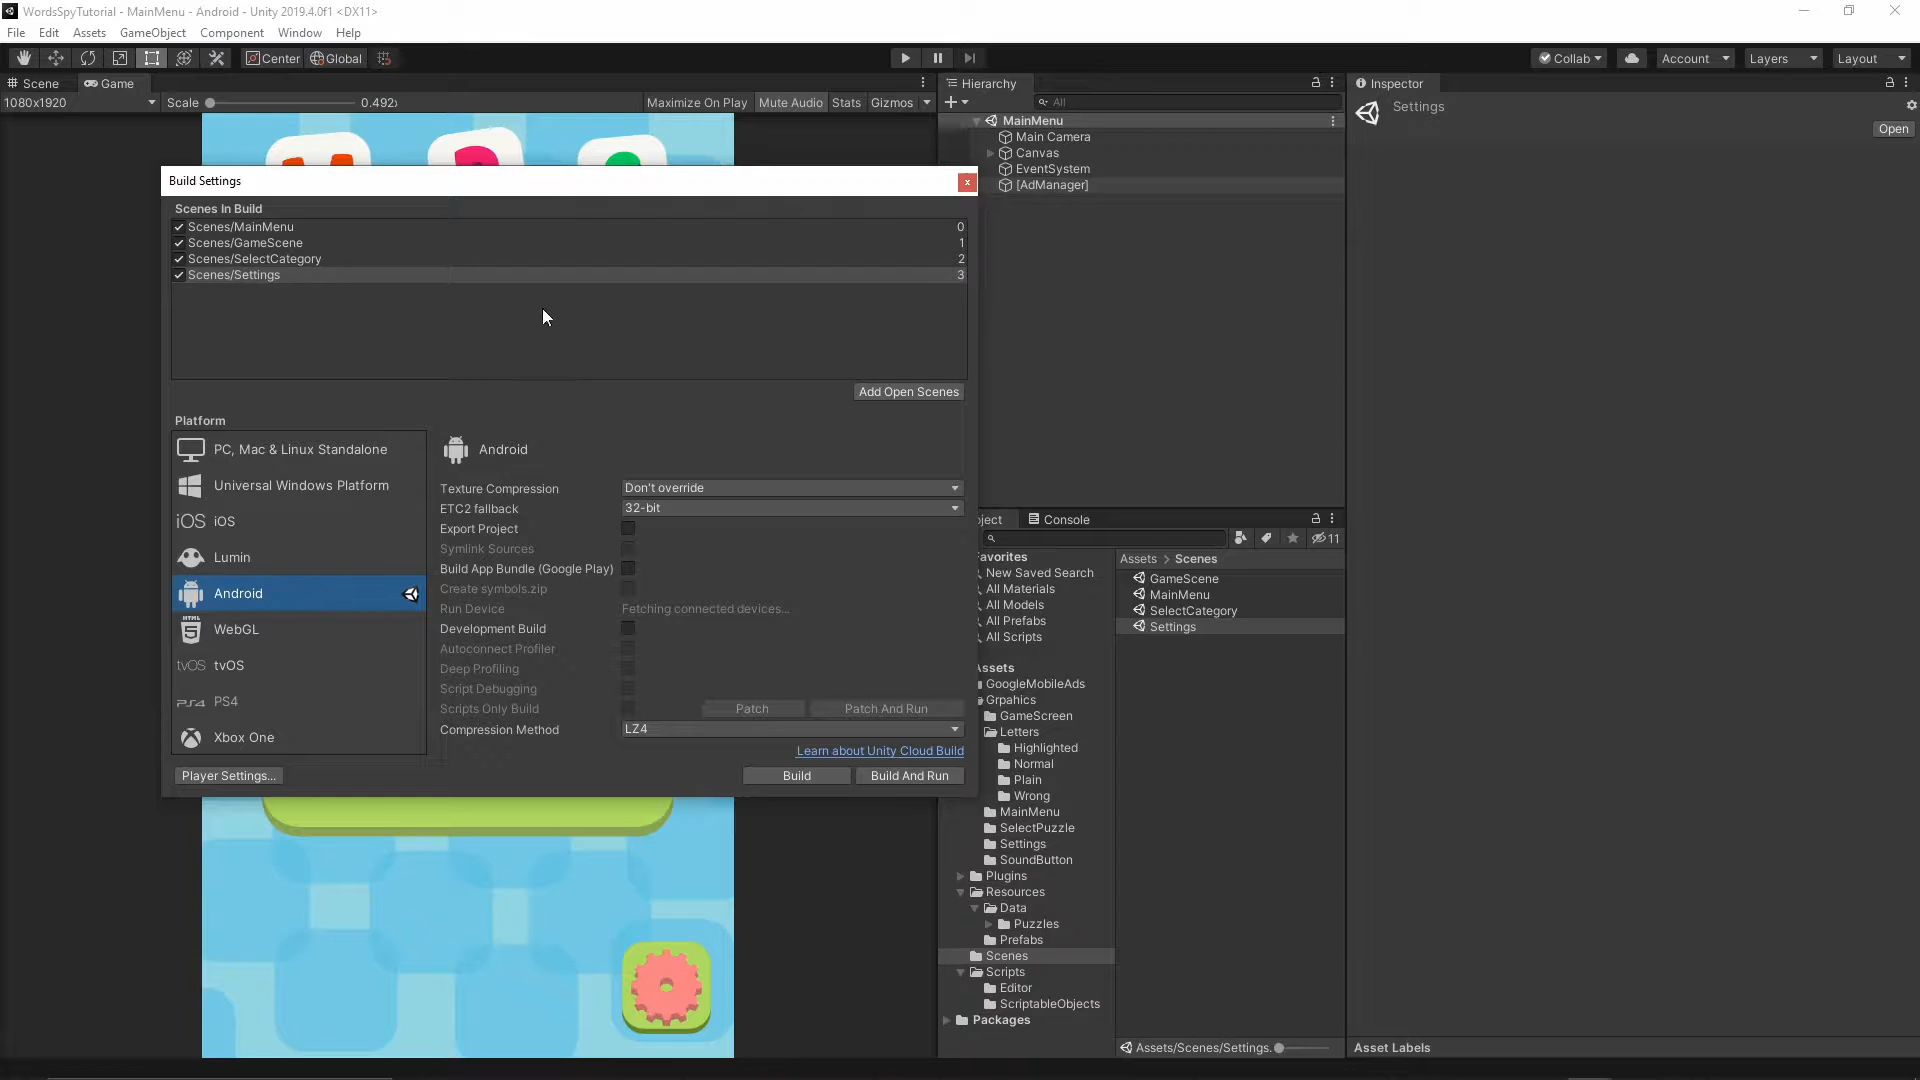 WordsSpyTutorial - MainMenu - Android - Unity 2019.4.0f1 <DX11>
File Edit Assets GameObject Component Window Help
Center Global Collab Account Layers Layout
Scene Game
1080x1920 Scale 0.492x Maximize On Play Mute Audio Stats Gizmos
Hierarchy
All
MainMenu
Main Camera
Canvas
EventSystem
[AdManager]
Inspector
Settings
Open
Build Settings
Scenes In Build
Scenes/MainMenu 0
Scenes/GameScene 1
Scenes/SelectCategory 2
Scenes/Settings 3
Add Open Scenes
Platform
PC, Mac & Linux Standalone
Universal Windows Platform
iOS iOS
Lumin
Android
HTML
5 WebGL
tvOS tvOS
PS4 PS4
Xbox One
Player Settings...
Android
Texture Compression Don't override
ETC2 fallback 32-bit
Export Project
Symlink Sources
Build App Bundle (Google Play)
Create symbols.zip
Run Device Fetching connected devices...
Development Build
Autoconnect Profiler
Deep Profiling
Script Debugging
Scripts Only Build Patch Patch And Run
Compression Method LZ4
Learn about Unity Cloud Build
Build Build And Run
ject Console
11
avorites
New Saved Search
All Materials
All Models
All Prefabs
All Scripts
ssets
GoogleMobileAds
Grpahics
GameScreen
Letters
Highlighted
Normal
Plain
Wrong
MainMenu
SelectPuzzle
Settings
SoundButton
Plugins
Resources
Data
Puzzles
Prefabs
Scenes
Scripts
Editor
ScriptableObjects
Packages
Assets > Scenes
GameScene
MainMenu
SelectCategory
Settings
Assets/Scenes/Settings.
Asset Labels